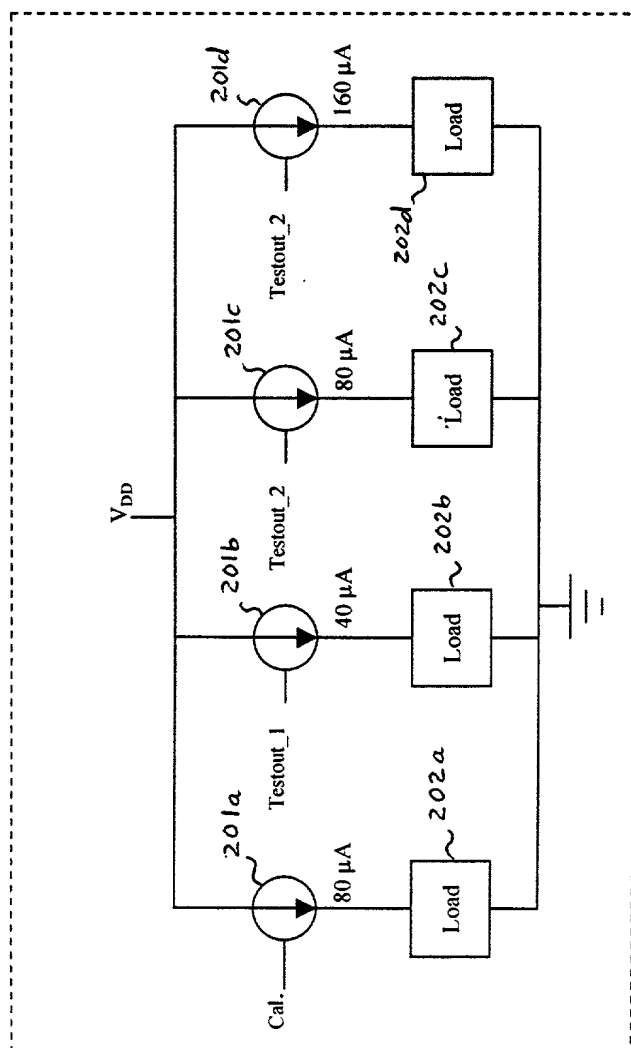 V_DD
201a
201b
201c
201d
Cal.
Testout_1
Testout_2
Testout_2
80 µA
40 µA
80 µA
160 µA
Load
202a
Load
202b
Load
202c
Load
202d